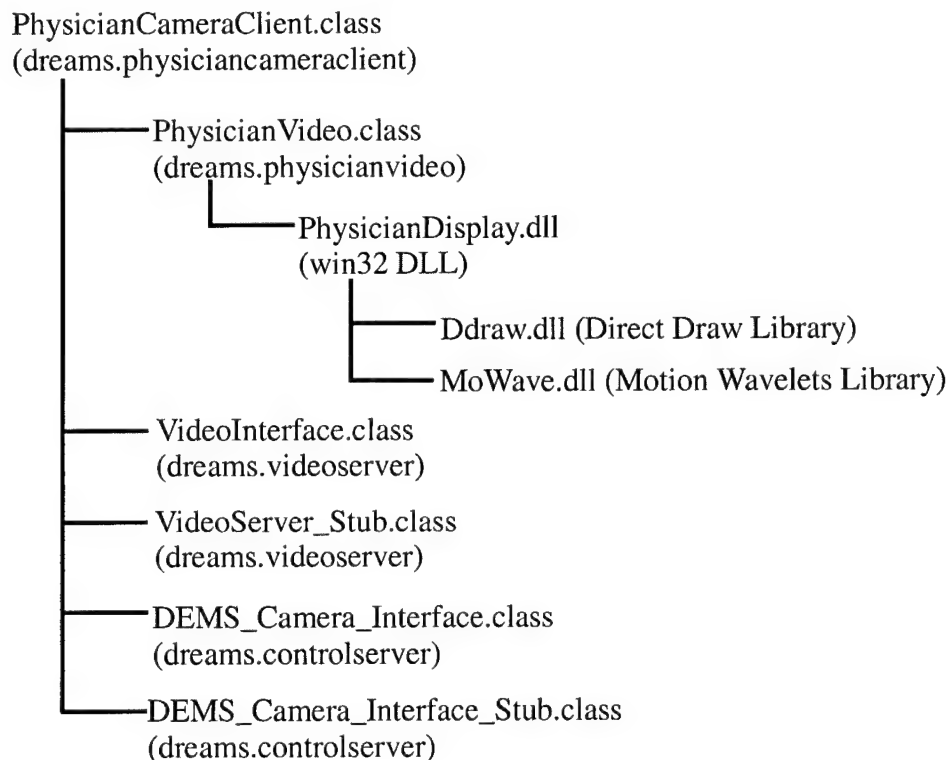 PhysicianCameraClient.class
(dreams.physiciancameraclient)
PhysicianVideo.class
(dreams.physicianvideo)
PhysicianDisplay.dll
(win32 DLL)
Ddraw.dll (Direct Draw Library)
MoWave.dll (Motion Wavelets Library)
VideoInterface.class
(dreams.videoserver)
VideoServer_Stub.class
(dreams.videoserver)
DEMS_Camera_Interface.class
(dreams.controlserver)
DEMS_Camera_Interface_Stub.class
(dreams.controlserver)